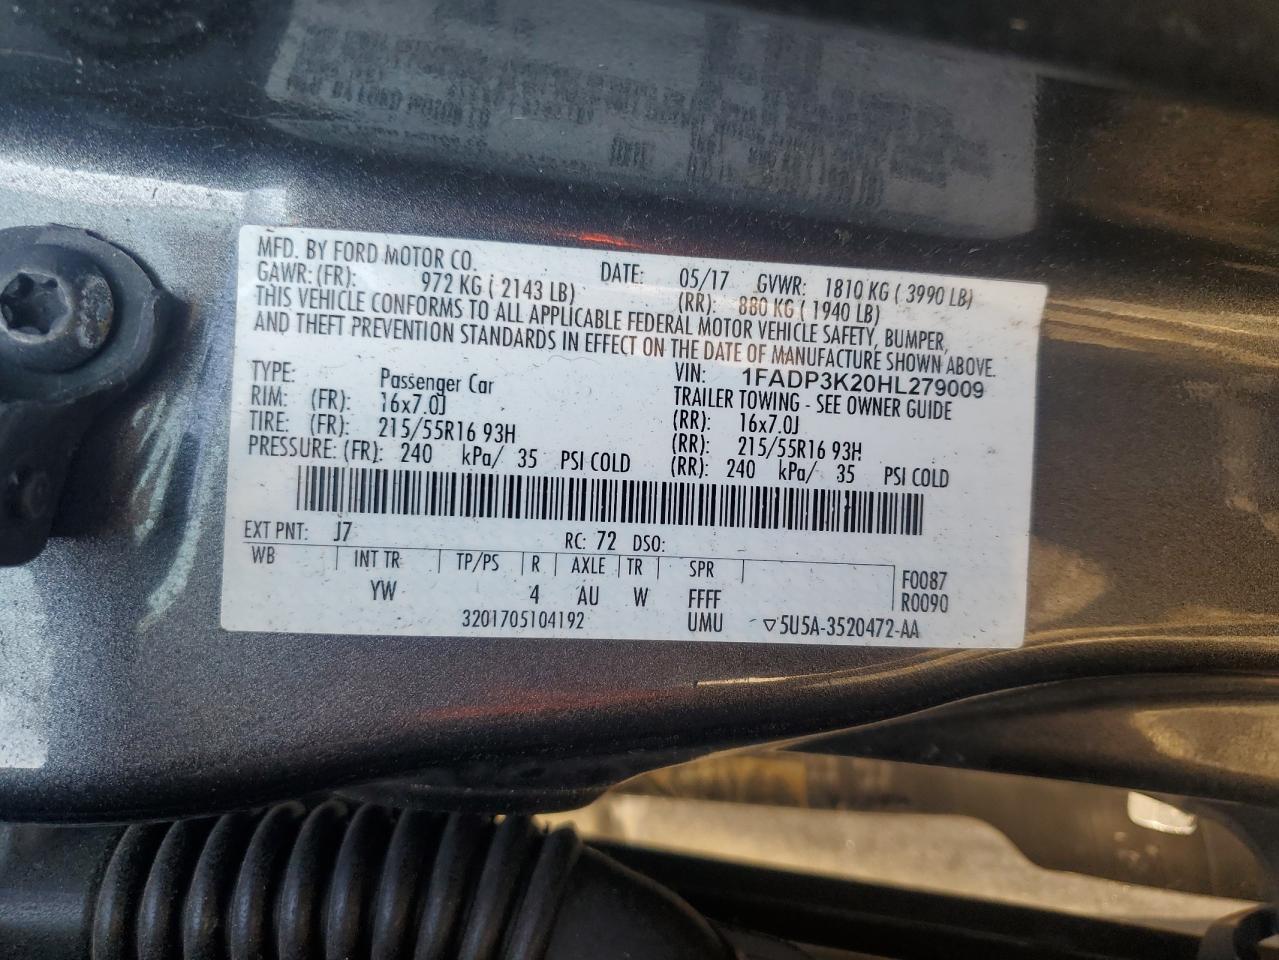 MFD. BY FORD MOTOR CO. DATE: 05/17 GVWR: 1810 KG ( 3990 LB)
GAWR: (FR): 972 KG ( 2143 LB) (RR): 880 KG ( 1940 LB)
THIS VEHICLE CONFORMS TO ALL APPLICABLE FEDERAL MOTOR VEHICLE SAFETY, BUMPER,
AND THEFT PREVENTION STANDARDS IN EFFECT ON THE DATE OF MANUFACTURE SHOWN ABOVE.
VIN: 1FADP3K20HL279009
TYPE: Passenger Car TRAILER TOWING - SEE OWNER GUIDE
RIM: (FR): 16x7.0J (RR): 16x7.0J
TIRE: (FR): 215/55R16 93H (RR): 215/55R16 93H
PRESSURE: (FR): 240 kPa/ 35 PSI COLD (RR): 240 kPa/ 35 PSI COLD
EXT PNT: J7 RC: 72 DSO:
WB INT TR TP/PS R AXLE TR SPR F0087
YW 4 AU W FFFF R0090
3201705104192 UMU ▽5U5A-3520472-AA